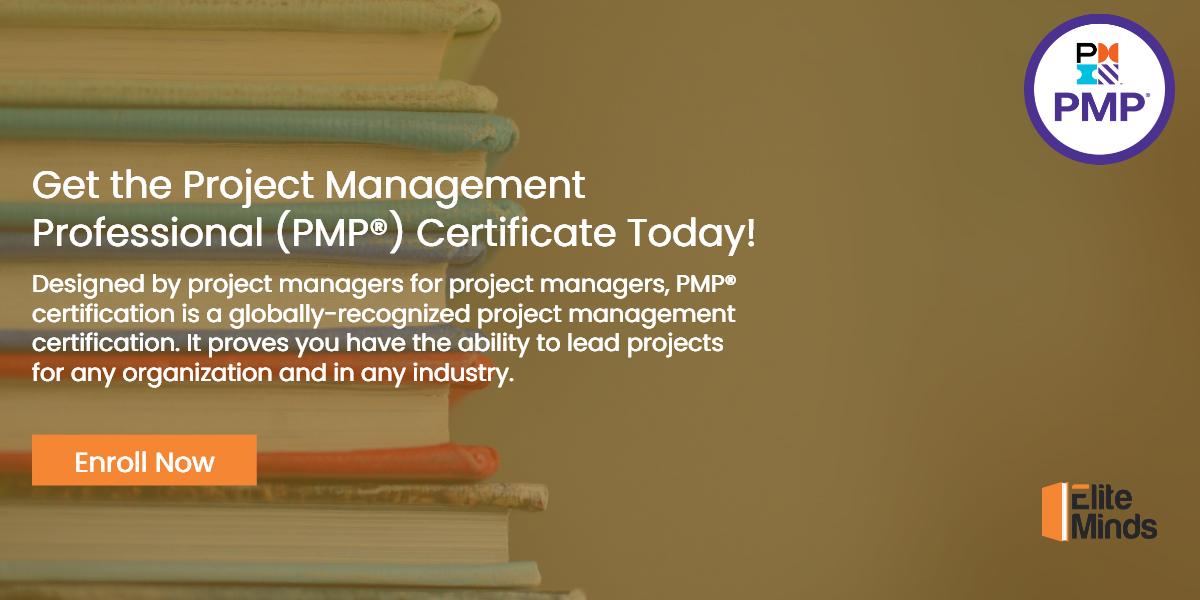 PMI
PMP®
Get the Project Management
Professional (PMP®) Certificate Today!
Designed by project managers for project managers, PMP®
certification is a globally-recognized project management
certification. It proves you have the ability to lead projects
for any organization and in any industry.
Enroll Now
Elite
Minds